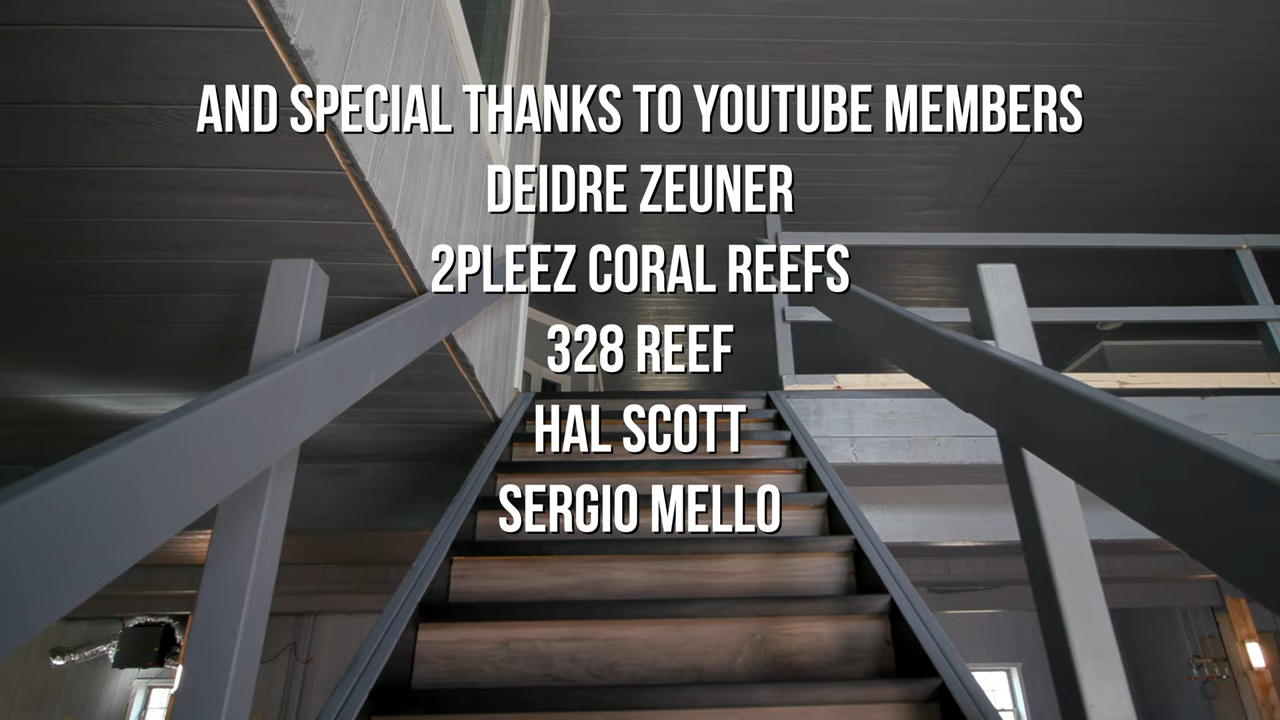 AND SPECIAL THANKS TO YOUTUBE MEMBERS
DEIDRE ZEUNER
2PLEEZ CORAL REEFS
328 REEF
HAL SCOTT
SERGIO MELLO